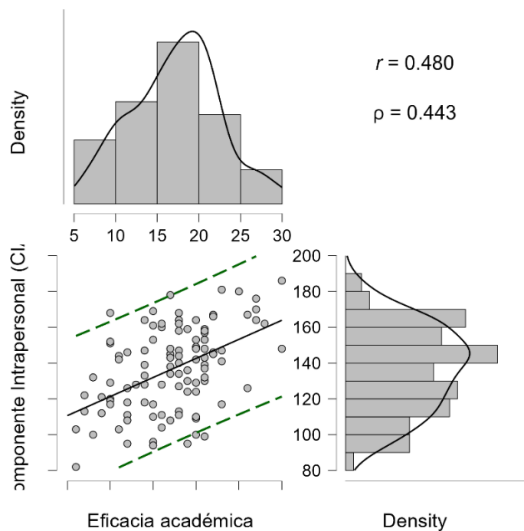 Density
r = 0.480
ρ = 0.443
5 10 15 20 25 30
omponente Intrapersonal (CI.
200
180
160
140
120
100
80
Eficacia académica
Density